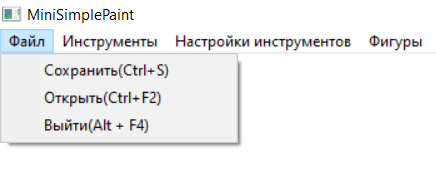 MiniSimplePaint
Файл Инструменты Настройки инструментов Фигуры
Сохранить(Ctrl+S)
Открыть(Ctrl+F2)
Выйти(Alt + F4)